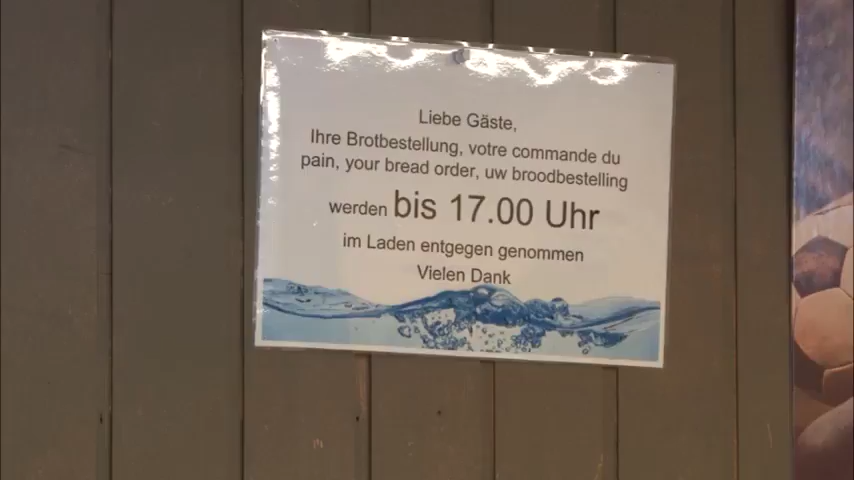 Liebe Gäste,
Ihre Brotbestellung, votre commande du
pain, your bread order, uw broodbestelling
werden bis 17.00 Uhr
im Laden entgegen genommen
Vielen Dank